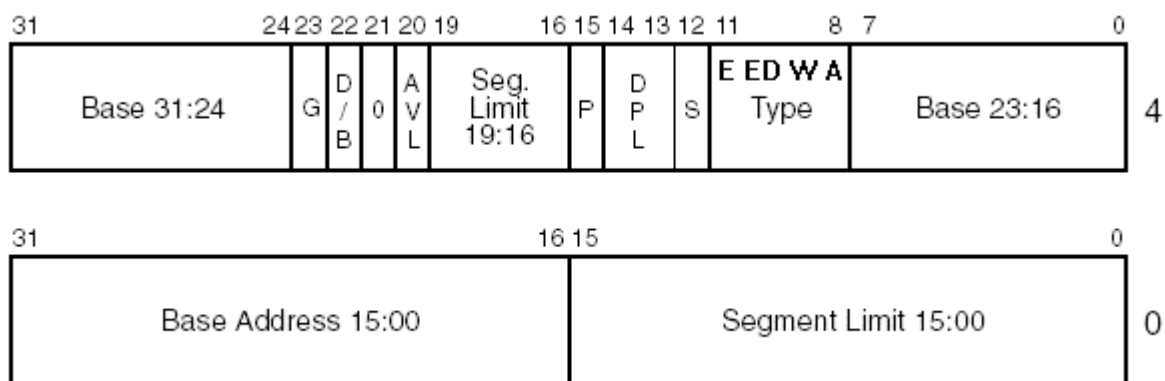 31 24 23 22 21 20 19 16 15 14 13 12 11 8 7 0
Base 31:24 G D/B 0 AVL Seg. Limit 19:16 P DPL S E ED W A Type Base 23:16 4
31 16 15 0
Base Address 15:00 Segment Limit 15:00 0